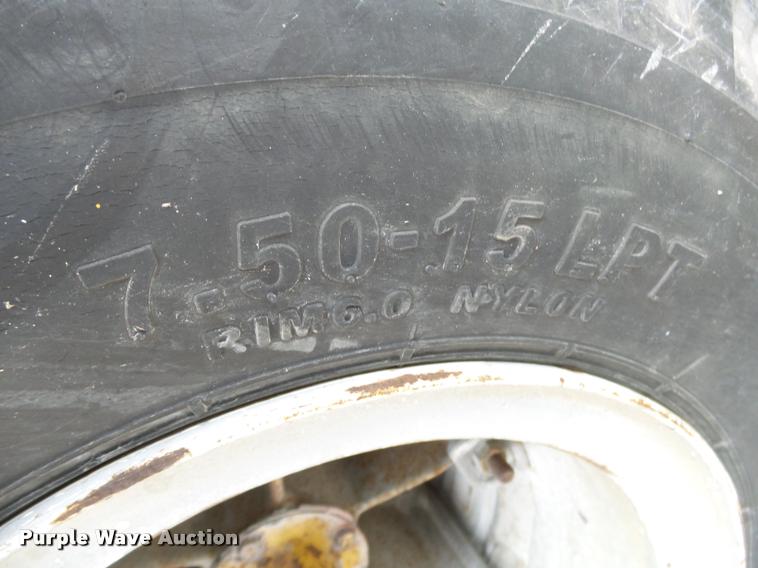 7.50-15 LPT
RIM6.0 NYLON
Purple Wave Auction